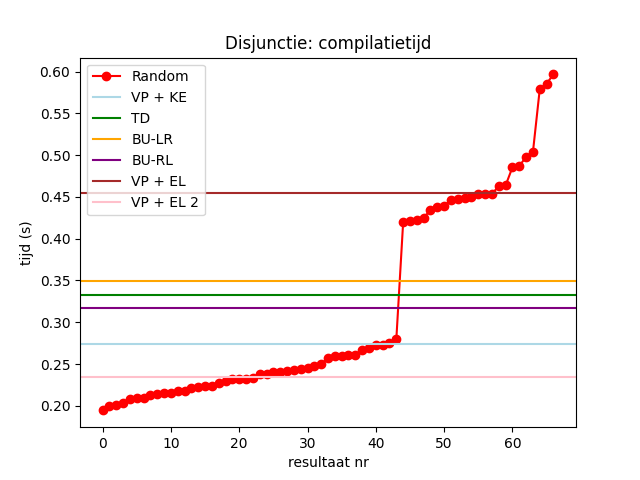 Disjunctie: compilatietijd
Random
VP + KE
TD
BU-LR
BU-RL
VP + EL
VP + EL 2
tijd (s)
0.60
0.55
0.50
0.45
0.40
0.35
0.30
0.25
0.20
0 10 20 30 40 50 60
resultaat nr